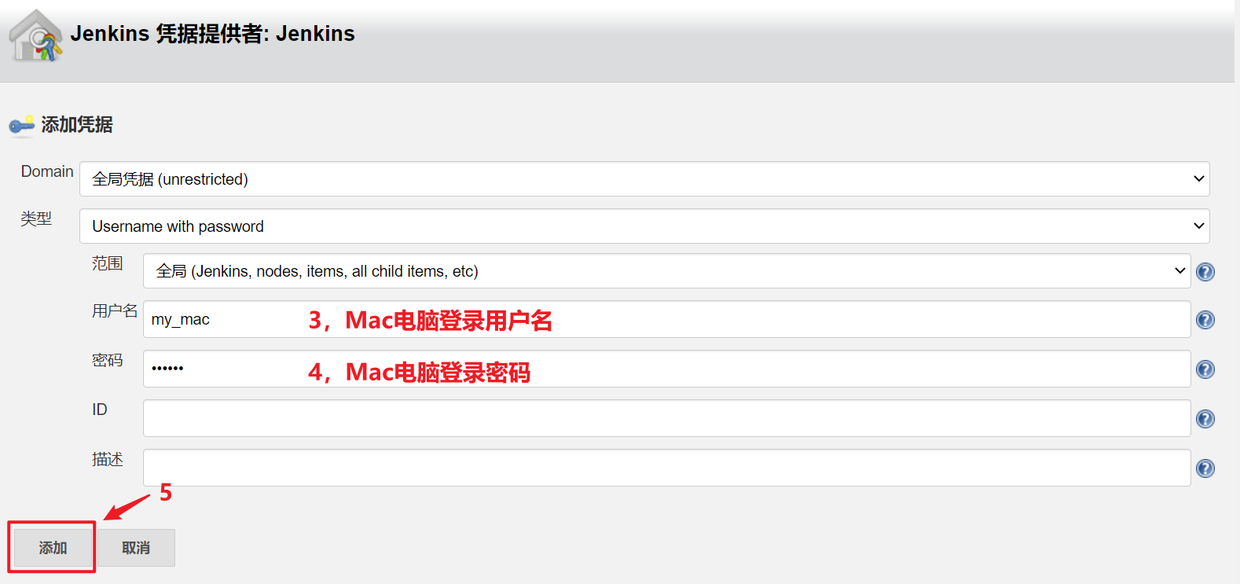 Jenkins 凭据提供者: Jenkins
添加凭据
Domain 全局凭据 (unrestricted)
类型 Username with password
范围 全局 (Jenkins, nodes, items, all child items, etc)
用户名 my_mac 3，Mac电脑登录用户名
密码 •••••• 4，Mac电脑登录密码
ID
描述
5
添加 取消